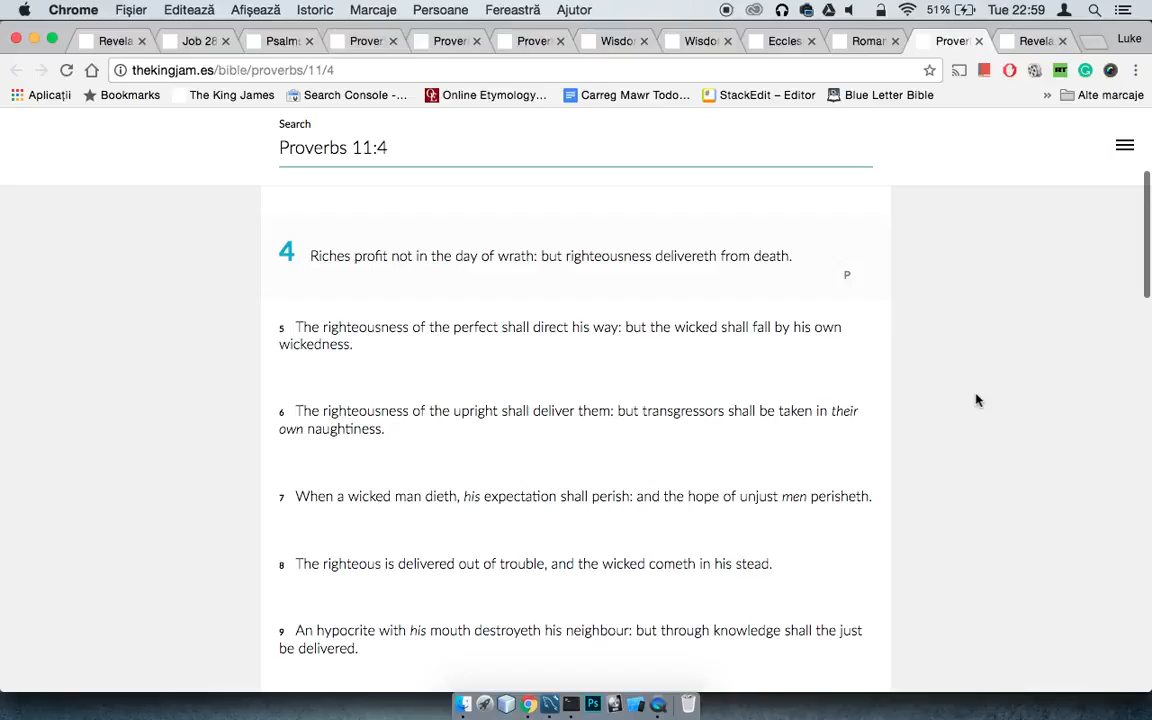 Chrome Fișier Editează Afișează Istoric Marcaje Persoane Fereastră Ajutor 51% Tue 22:59
Revela Job 28 Psalm Prover Prover Prover Wisdo Wisdo Eccles Roman Prover Revela Luke
thekingjam.es/bible/proverbs/11/4
Aplicații Bookmarks The King James Search Console -... Online Etymology... Carreg Mawr Todo... StackEdit – Editor Blue Letter Bible » Alte marcaje
Search
Proverbs 11:4
4 Riches profit not in the day of wrath: but righteousness delivereth from death.
P
5 The righteousness of the perfect shall direct his way: but the wicked shall fall by his own
wickedness.
6 The righteousness of the upright shall deliver them: but transgressors shall be taken in their
own naughtiness.
7 When a wicked man dieth, his expectation shall perish: and the hope of unjust men perisheth.
8 The righteous is delivered out of trouble, and the wicked cometh in his stead.
9 An hypocrite with his mouth destroyeth his neighbour: but through knowledge shall the just
be delivered.